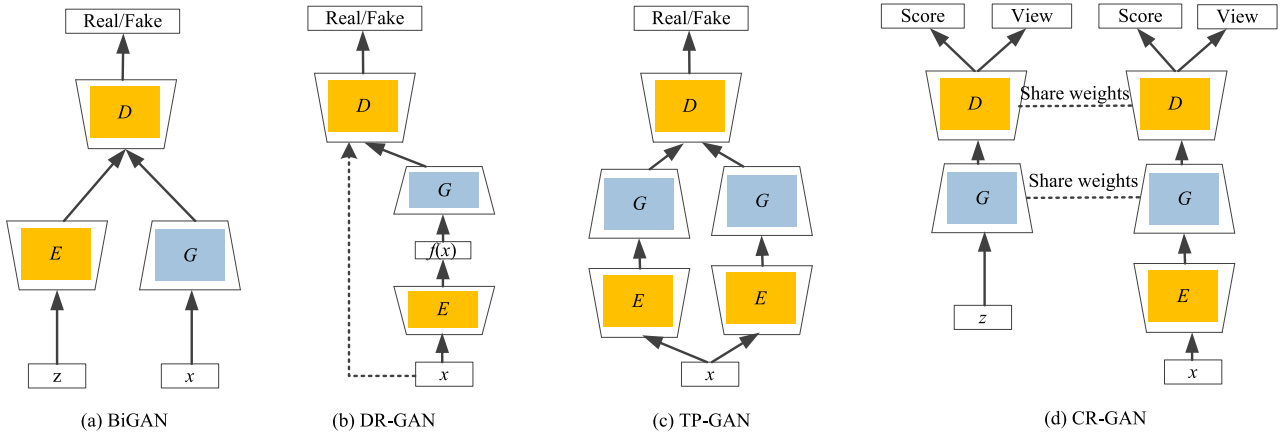 Real/Fake
D
E
G
z
x
(a) BiGAN
Real/Fake
D
G
f(x)
E
x
(b) DR-GAN
Real/Fake
D
G
G
E
E
x
(c) TP-GAN
Score
View
Score
View
D
Share weights
D
G
Share weights
G
E
z
x
(d) CR-GAN